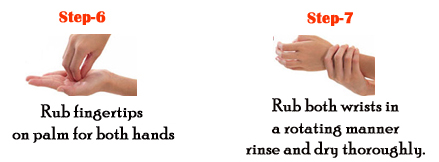 Step-6
Rub fingertips
on palm for both hands
Step-7
Rub both wrists in
a rotating manner
rinse and dry thoroughly.